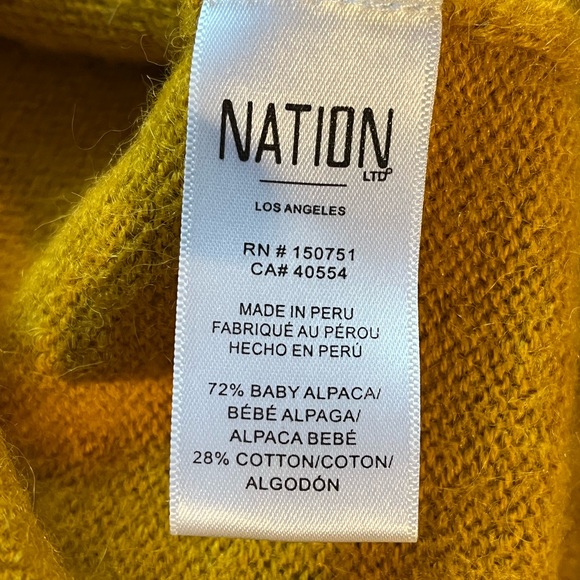 NATION
LTD
LOS ANGELES
RN # 150751
CA# 40554
MADE IN PERU
FABRIQUÉ AU PÉROU
HECHO EN PERÚ
72% BABY ALPACA/
BÉBÉ ALPAGA/
ALPACA BEBÉ
28% COTTON/COTON/
ALGODÓN